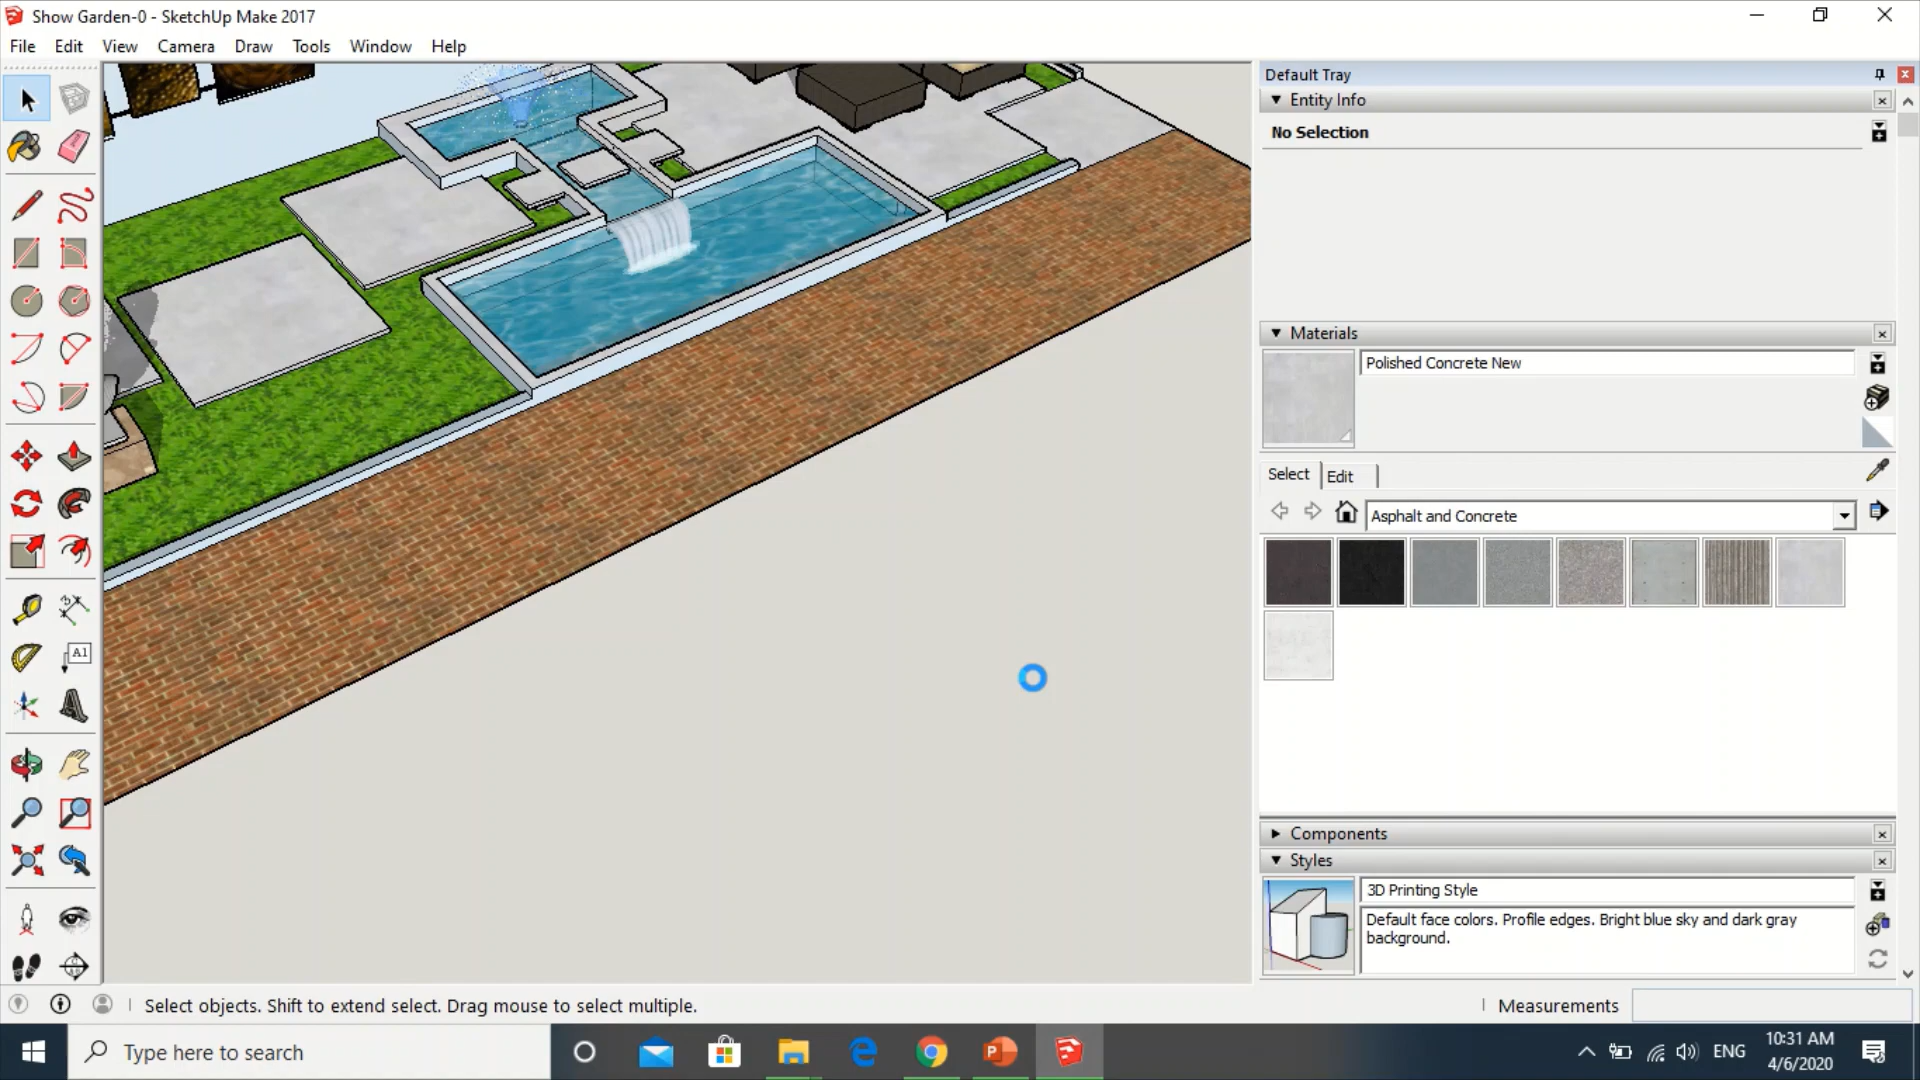 Show Garden-0 - SketchUp Make 2017
File Edit View Camera Draw Tools Window Help
Default Tray
Entity Info
No Selection
Materials
Polished Concrete New
Select Edit
Asphalt and Concrete
A1
Components
Styles
3D Printing Style
Default face colors. Profile edges. Bright blue sky and dark gray
background.
Select objects. Shift to extend select. Drag mouse to select multiple.
Measurements
Type here to search
ENG
10:31 AM
4/6/2020